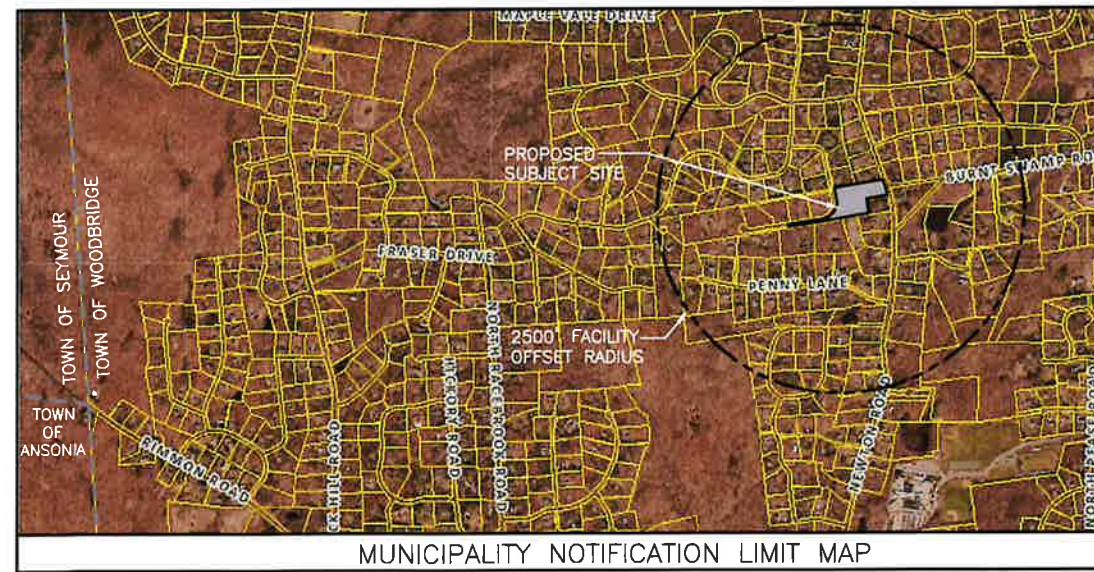 MAPLE VALE DRIVE
PROPOSED
SUBJECT SITE
BURNT SWAMP RO
TOWN OF SEYMOUR
TOWN OF WOODBRIDGE
FRASER DRIVE
PENNY LANE
2500' FACILITY
OFFSET RADIUS
NORTH RACEBROOK ROAD
HICKORY ROAD
TOWN
OF
ANSONIA
RIMMON ROAD
NEWTON ROAD
MUNICIPALITY NOTIFICATION LIMIT MAP